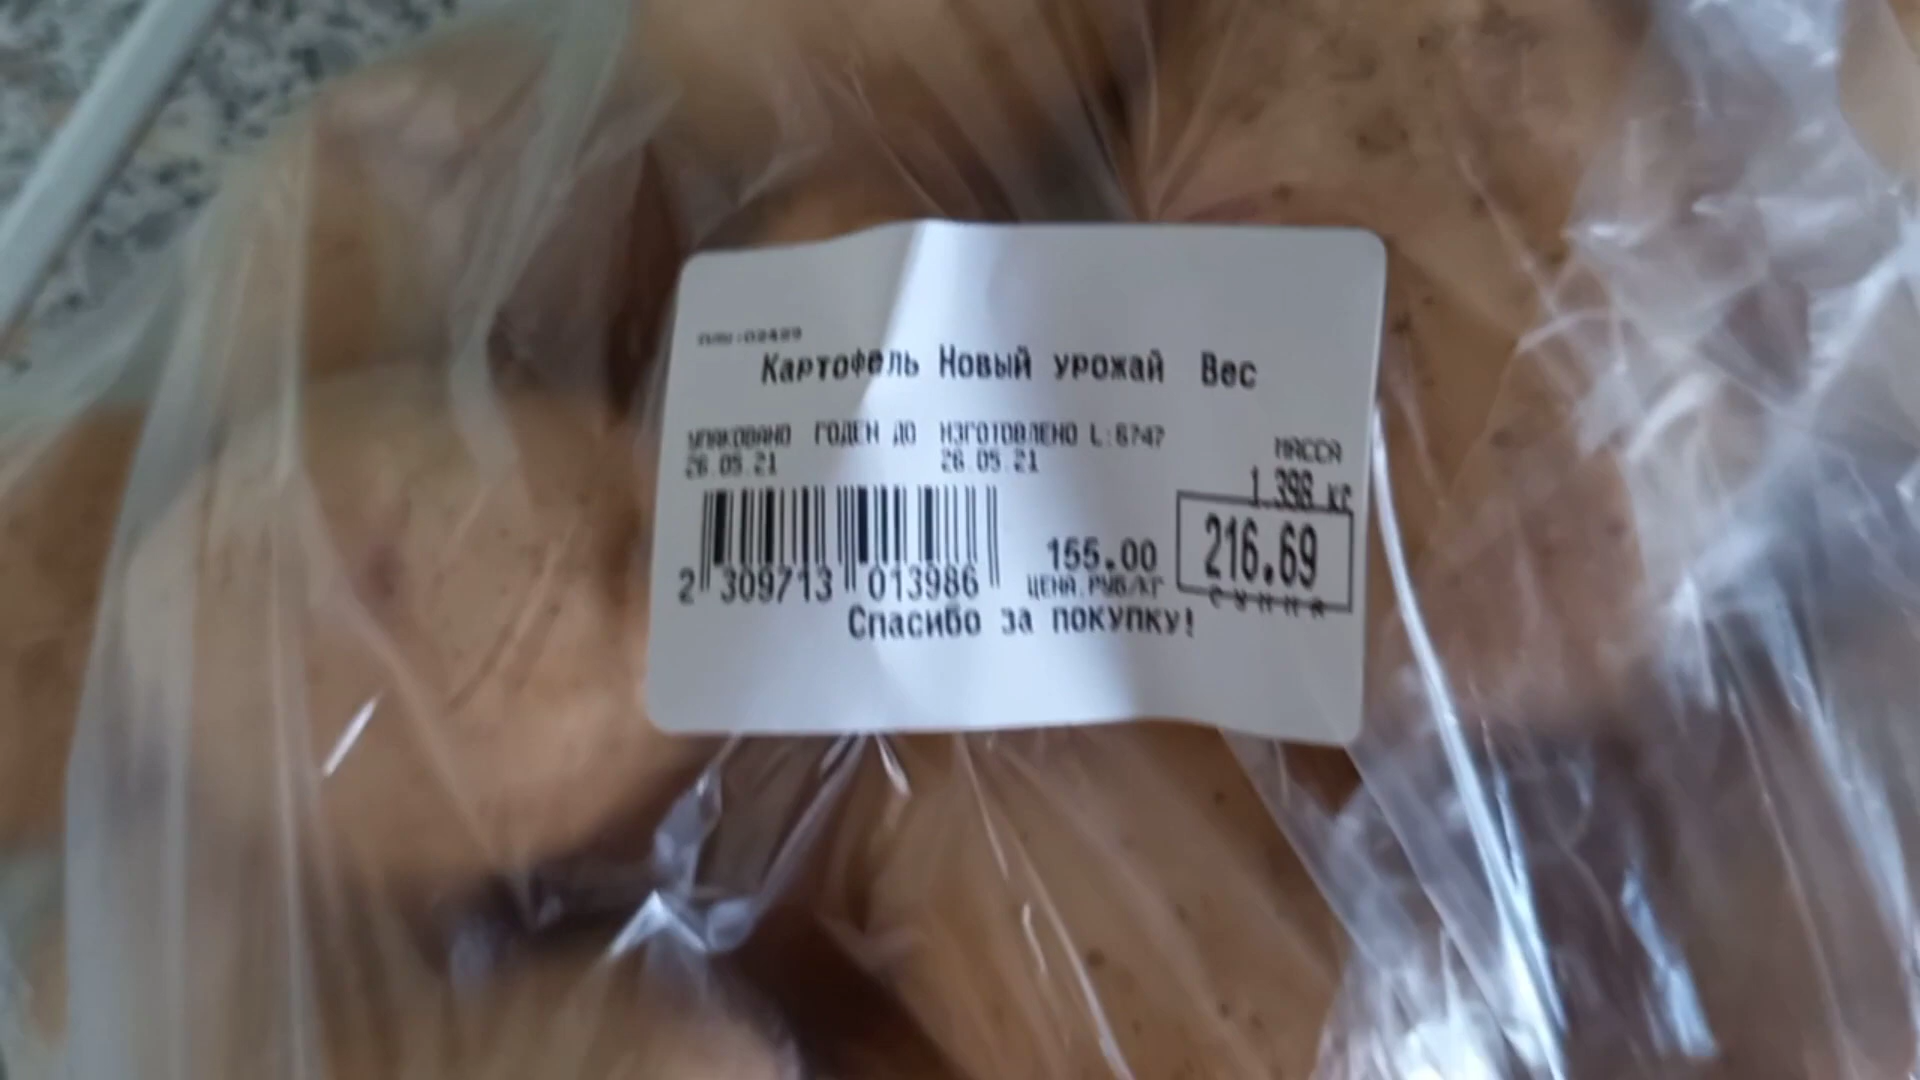 Картофель Новый урожай Вес
УПАКОВАНО ГОДЕН ДО ИЗГОТОВЛЕНО L:6747
26.05.21 26.05.21
МАССА
1.398 кг
155.00 216.69
2 309713 013986 ЦЕНА.РУБ/КГ СУММА
Спасибо за покупку!